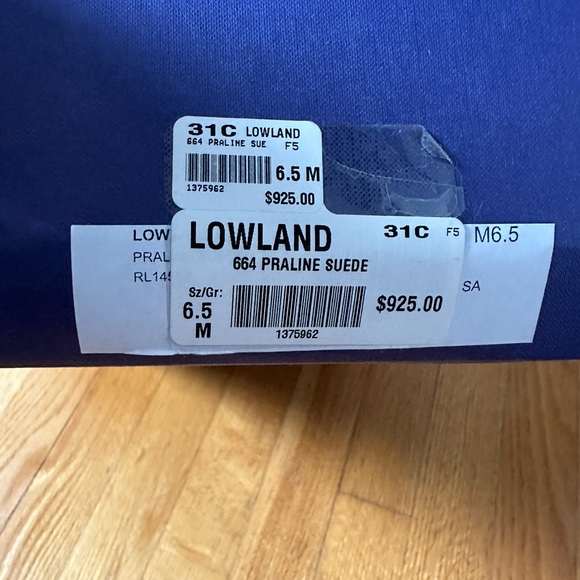 31C LOWLAND
664 PRALINE SUE F5
6.5 M
1375962
$925.00
LOWLAND 31C F5
664 PRALINE SUEDE
Sz/Gr:
6.5
M
$925.00
1375962
LOW M6.5
PRAL
RL145 SA